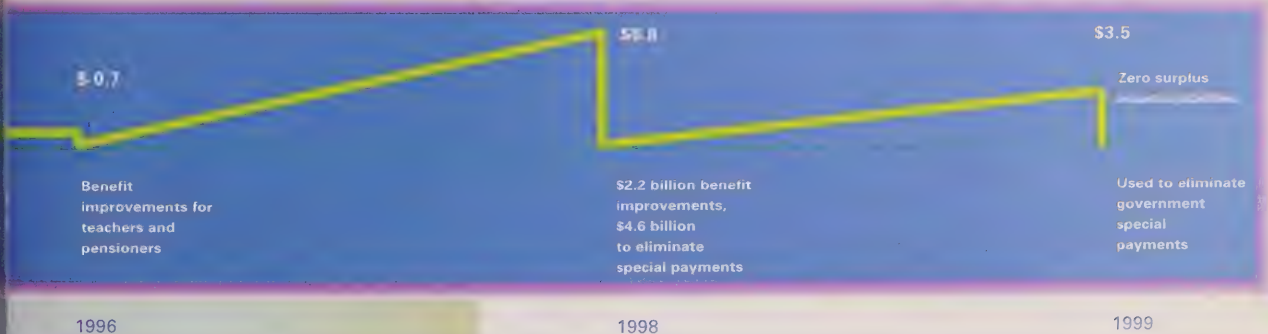 $3.5
$6.8
$ 0.7
Zero surplus
Benefit
improvements for
teachers and
pensioners
$2.2 billion benefit
improvements,
$4.6 billion
to eliminate
special payments
Used to eliminate
government
special
payments
1996
1998
1999